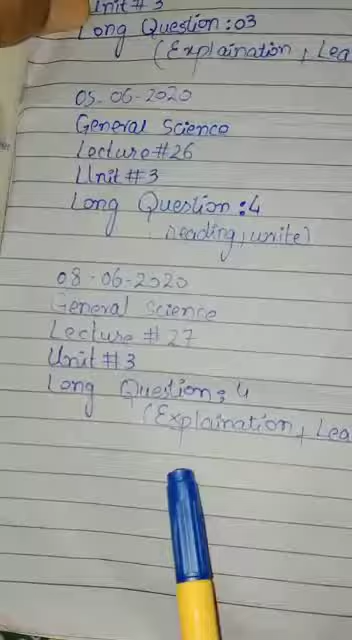 Unit # 3
Long Question : 03
(Explaination, Lea
05-06-2020
General Science
Lecture # 26
Unit # 3
Long Question : 4
Reading, write)
08-06-2020
General Science
Lecture # 27
Unit # 3
Long Question : 4
(Explaination, Lea